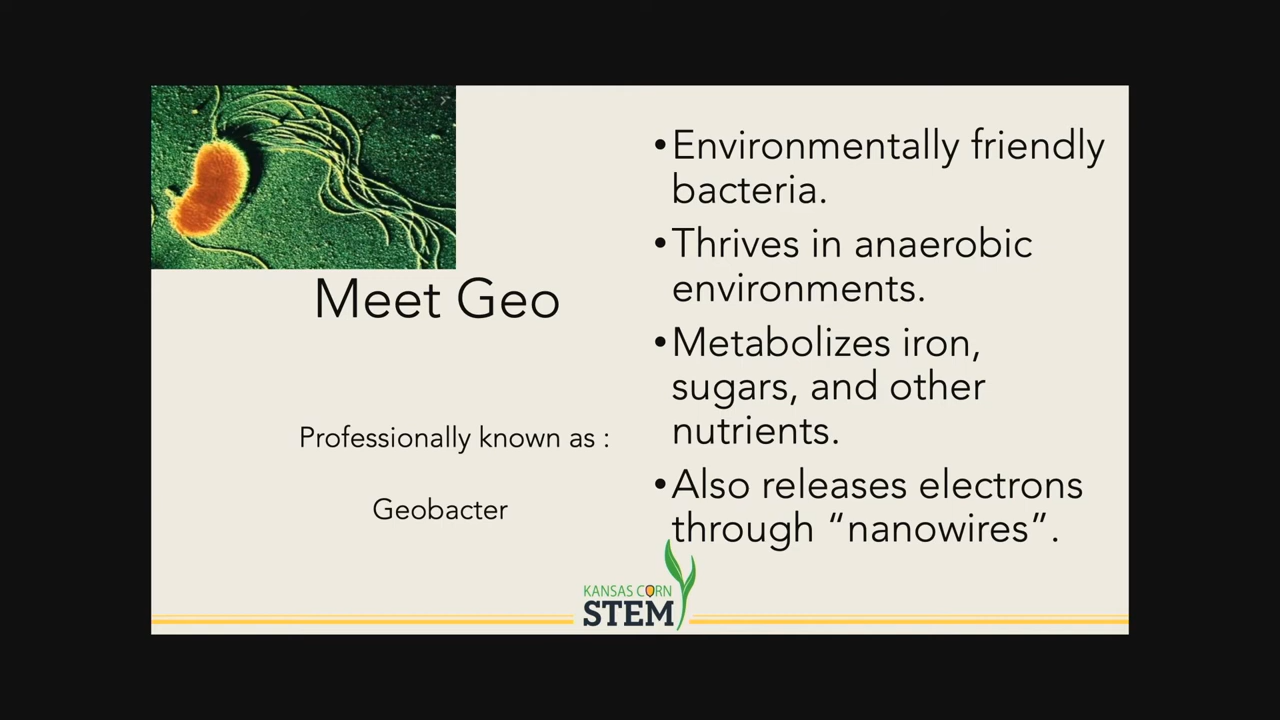 Meet Geo
Professionally known as :
Geobacter
•Environmentally friendly
bacteria.
•Thrives in anaerobic
environments.
•Metabolizes iron,
sugars, and other
nutrients.
•Also releases electrons
through “nanowires”.
KANSAS CORN
STEM